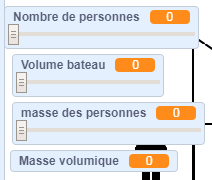 Nombre de personnes 0
Volume bateau 0
masse des personnes 0
Masse volumique 0